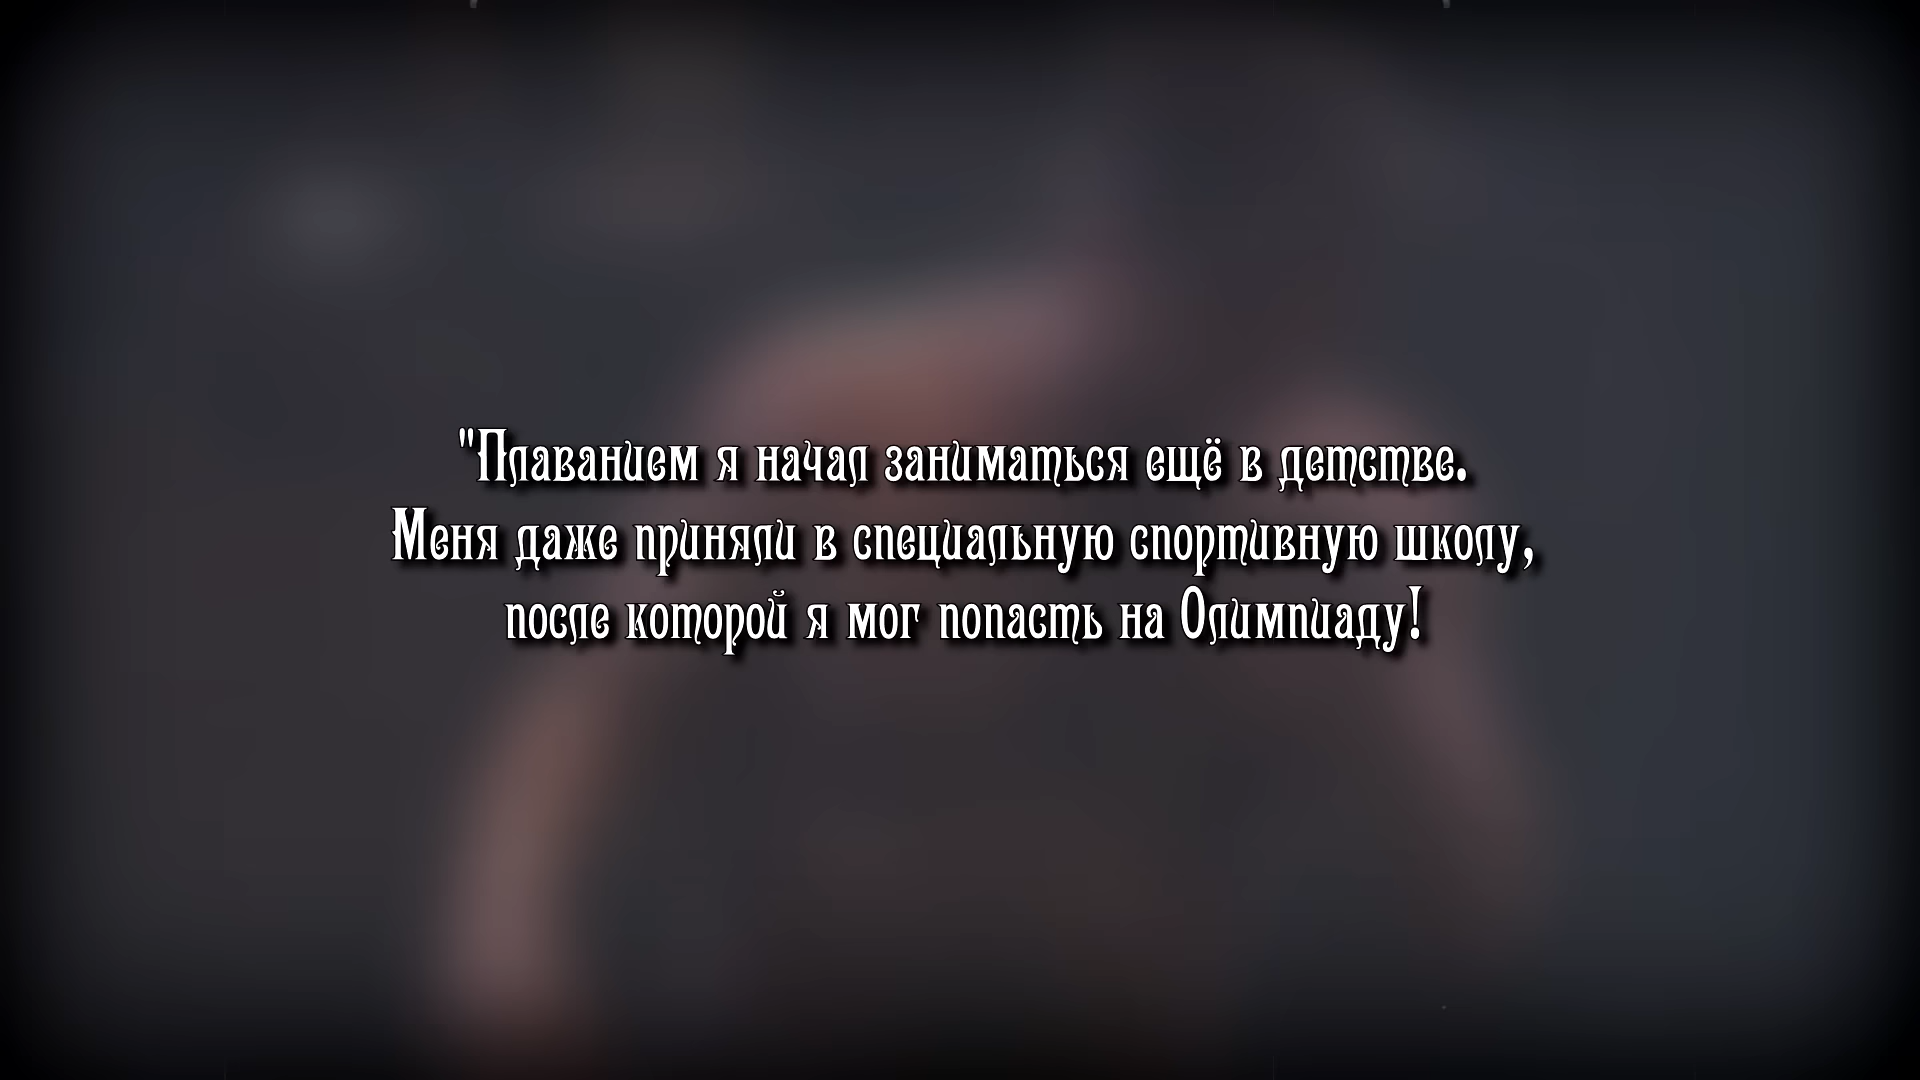 "Плаванием я начал заниматься ещё в детстве.
Меня даже приняли в специальную спортивную школу,
после которой я мог попасть на Олимпиаду!